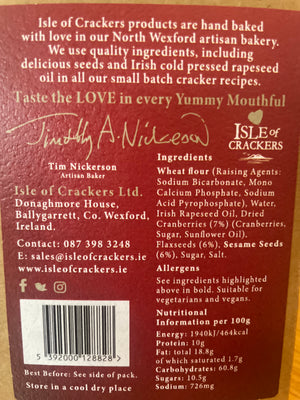 Isle of Crackers products are hand baked
with love in our North Wexford artisan bakery.
We use quality ingredients, including
delicious seeds and Irish cold pressed rapeseed
oil in all our small batch cracker recipes.
Taste the LOVE in every Yummy Mouthful
Timothy A. Nickerson
Tim Nickerson
Artisan Baker
Isle of Crackers Ltd.
Donaghmore House,
Ballygarrett, Co. Wexford,
Ireland.
Contact: 087 398 3248
E: sales@isleofcrackers.ie
www.isleofcrackers.ie
5 392000 128828 >
Best Before: See side of pack.
Store in a cool dry place
ISLE of
CRACKERS
Ingredients
Wheat flour (Raising Agents:
Sodium Bicarbonate, Mono
Calcium Phosphate, Sodium
Acid Pyrophosphate), Water,
Irish Rapeseed Oil, Dried
Cranberries (7%) (Cranberries,
Sugar, Sunflower Oil),
Flaxseeds (6%), Sesame Seeds
(6%), Sugar, Salt.
Allergens
See ingredients highlighted
above in bold. Suitable for
vegetarians and vegans.
Nutritional
Information per 100g
Energy: 1940kJ/464kcal
Protein: 10g
Fat: total 18.8g
of which saturated 1.7g
Carbohydrates: 60.8g
Sugars: 10.5g
Sodium: 726mg